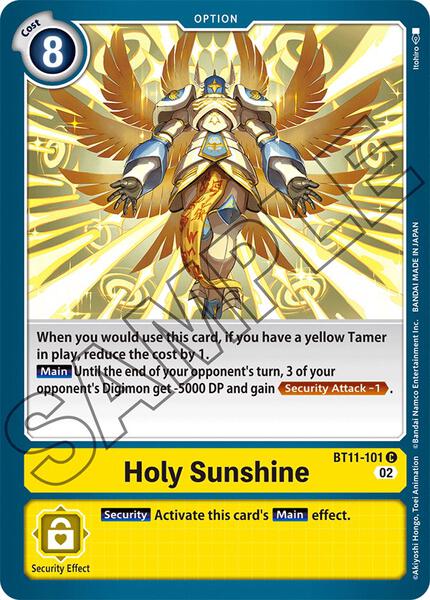 OPTION
Cost
8
Itohiro
SAMPLE
When you would use this card, if you have a yellow Tamer
in play, reduce the cost by 1.
Main Until the end of your opponent's turn, 3 of your
opponent's Digimon get -5000 DP and gain Security Attack -1 .
©Akiyoshi Hongo, Toei Animation ©Bandai Namco Entertainment Inc. BANDAI MADE IN JAPAN
BT11-101 C
Holy Sunshine
02
Security Activate this card's Main effect.
Security Effect